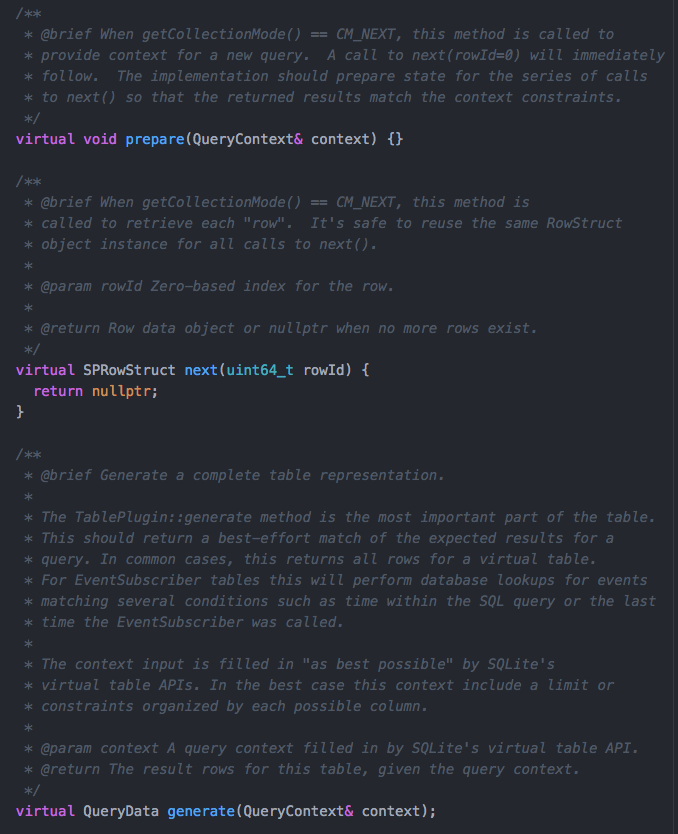 /**
 * @brief When getCollectionMode() == CM_NEXT, this method is called to
 * provide context for a new query.  A call to next(rowId=0) will immediately
 * follow.  The implementation should prepare state for the series of calls
 * to next() so that the returned results match the context constraints.
 */
virtual void prepare(QueryContext& context) {}

/**
 * @brief When getCollectionMode() == CM_NEXT, this method is
 * called to retrieve each "row".  It's safe to reuse the same RowStruct
 * object instance for all calls to next().
 *
 * @param rowId Zero-based index for the row.
 *
 * @return Row data object or nullptr when no more rows exist.
 */
virtual SPRowStruct next(uint64_t rowId) {
  return nullptr;
}

/**
 * @brief Generate a complete table representation.
 *
 * The TablePlugin::generate method is the most important part of the table.
 * This should return a best-effort match of the expected results for a
 * query. In common cases, this returns all rows for a virtual table.
 * For EventSubscriber tables this will perform database lookups for events
 * matching several conditions such as time within the SQL query or the last
 * time the EventSubscriber was called.
 *
 * The context input is filled in "as best possible" by SQLite's
 * virtual table APIs. In the best case this context include a limit or
 * constraints organized by each possible column.
 *
 * @param context A query context filled in by SQLite's virtual table API.
 * @return The result rows for this table, given the query context.
 */
virtual QueryData generate(QueryContext& context);